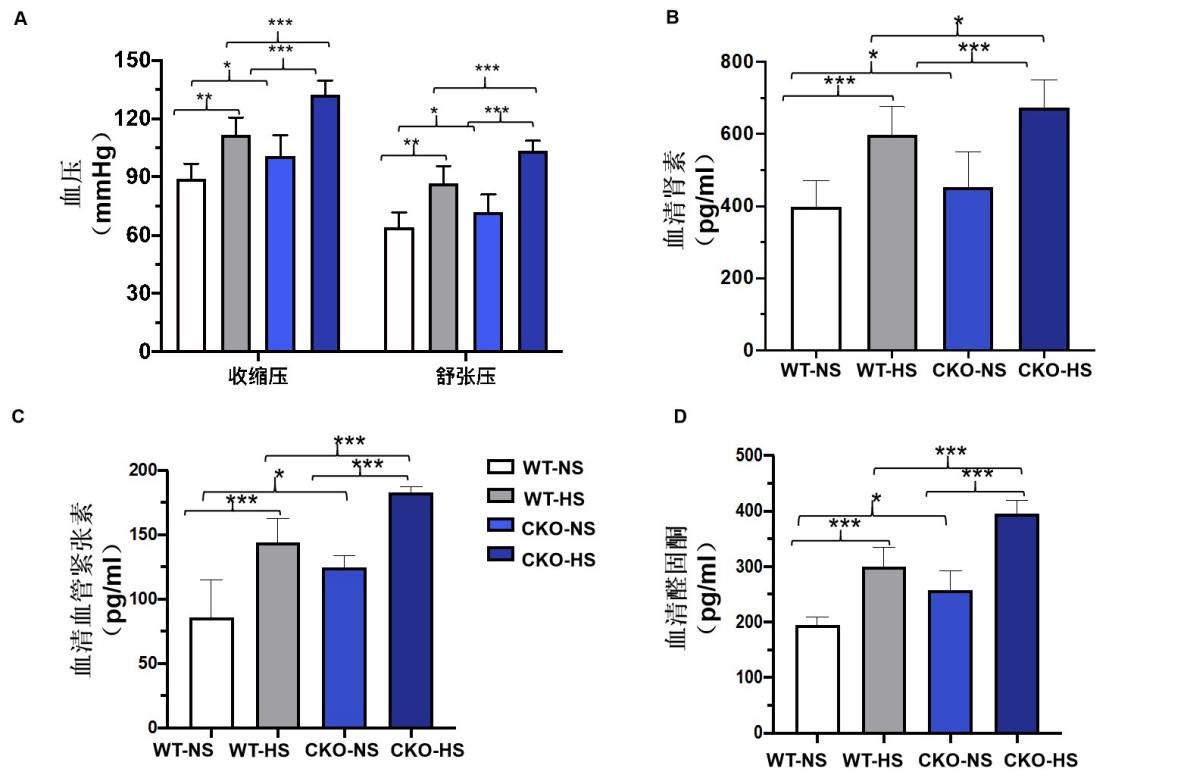 A
***
***
*
**
***
*
***
**
150
120
90
60
30
0
血压
（mmHg）
收缩压
舒张压
B
*
*
***
***
800
600
400
200
0
血清肾素
（pg/ml）
WT-NS
WT-HS
CKO-NS
CKO-HS
C
***
***
*
***
200
150
100
50
0
血清血管紧张素
（pg/ml）
WT-NS
WT-HS
CKO-NS
CKO-HS
WT-NS
WT-HS
CKO-NS
CKO-HS
D
***
***
*
***
500
400
300
200
100
0
血清醛固酮
（pg/ml）
WT-NS
WT-HS
CKO-NS
CKO-HS